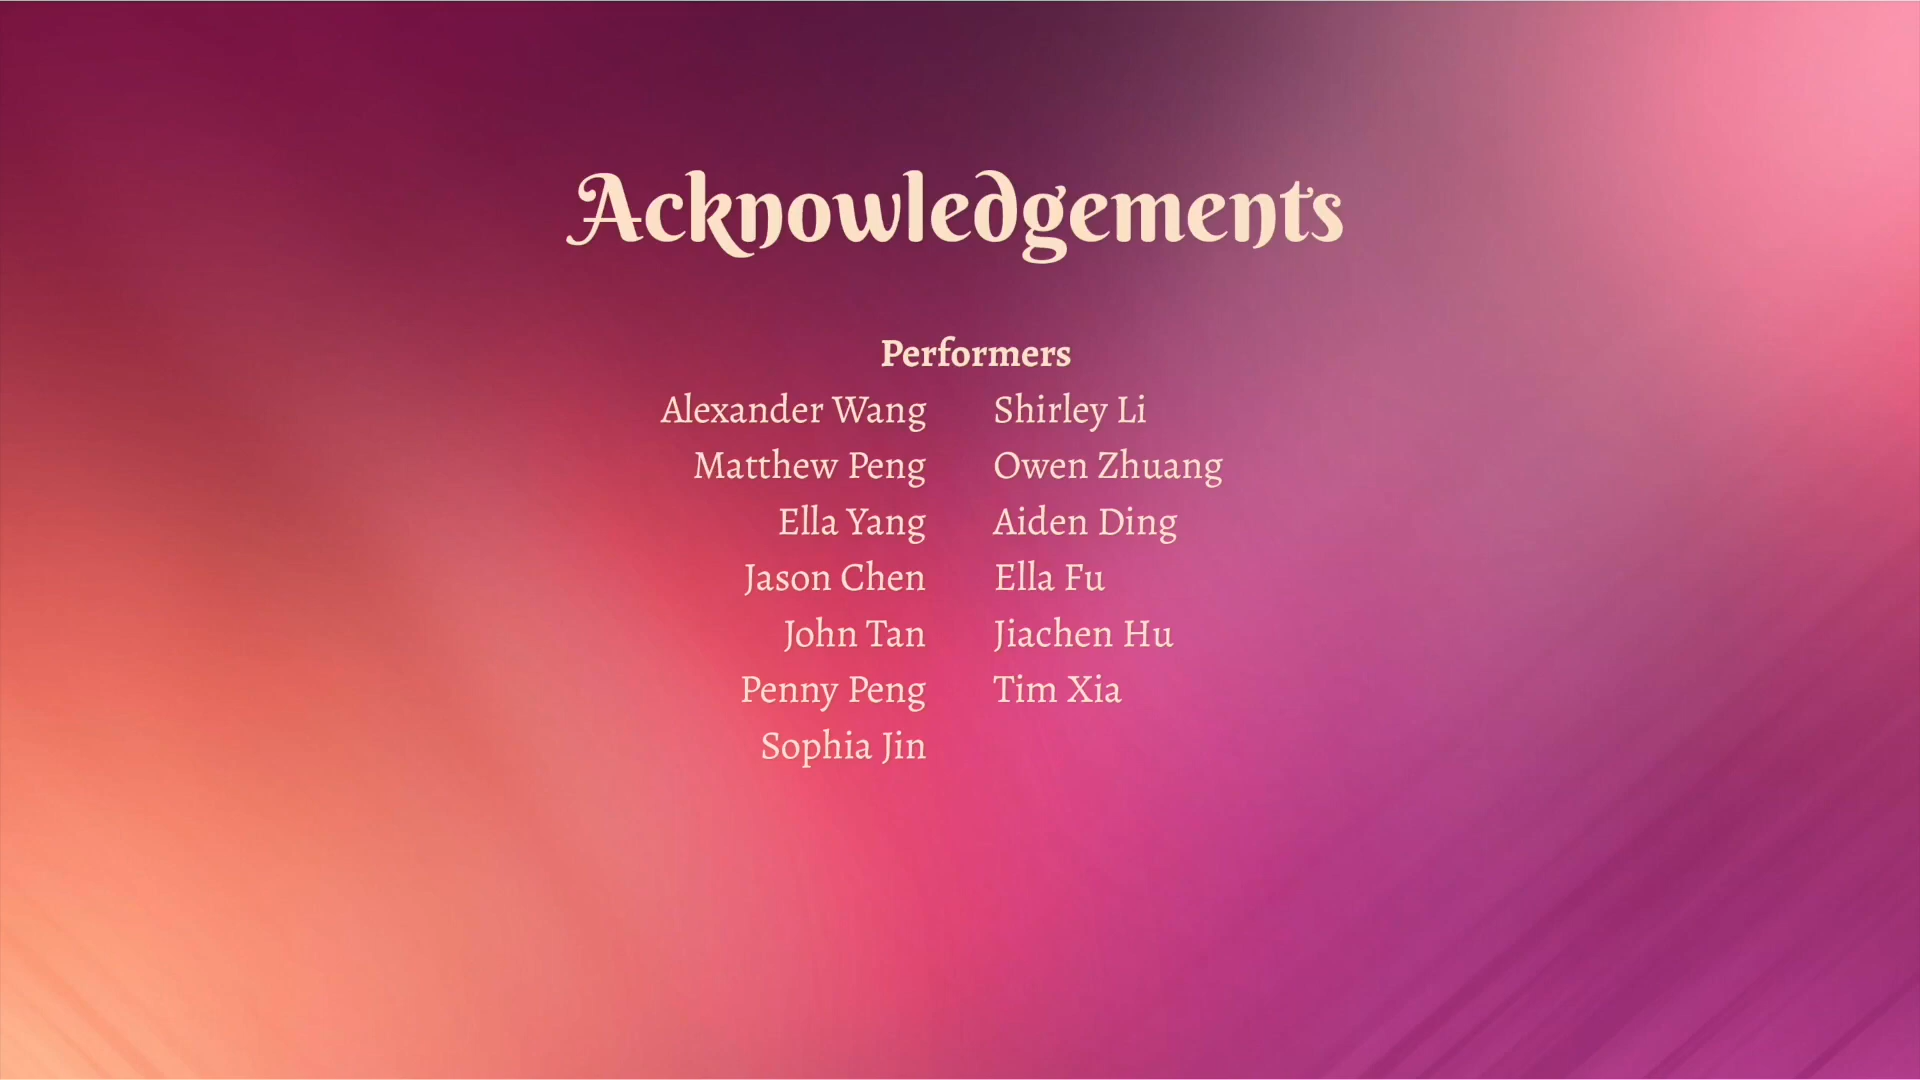 Acknowledgements
Performers
Alexander Wang
Matthew Peng
Ella Yang
Jason Chen
John Tan
Penny Peng
Sophia Jin
Shirley Li
Owen Zhuang
Aiden Ding
Ella Fu
Jiachen Hu
Tim Xia